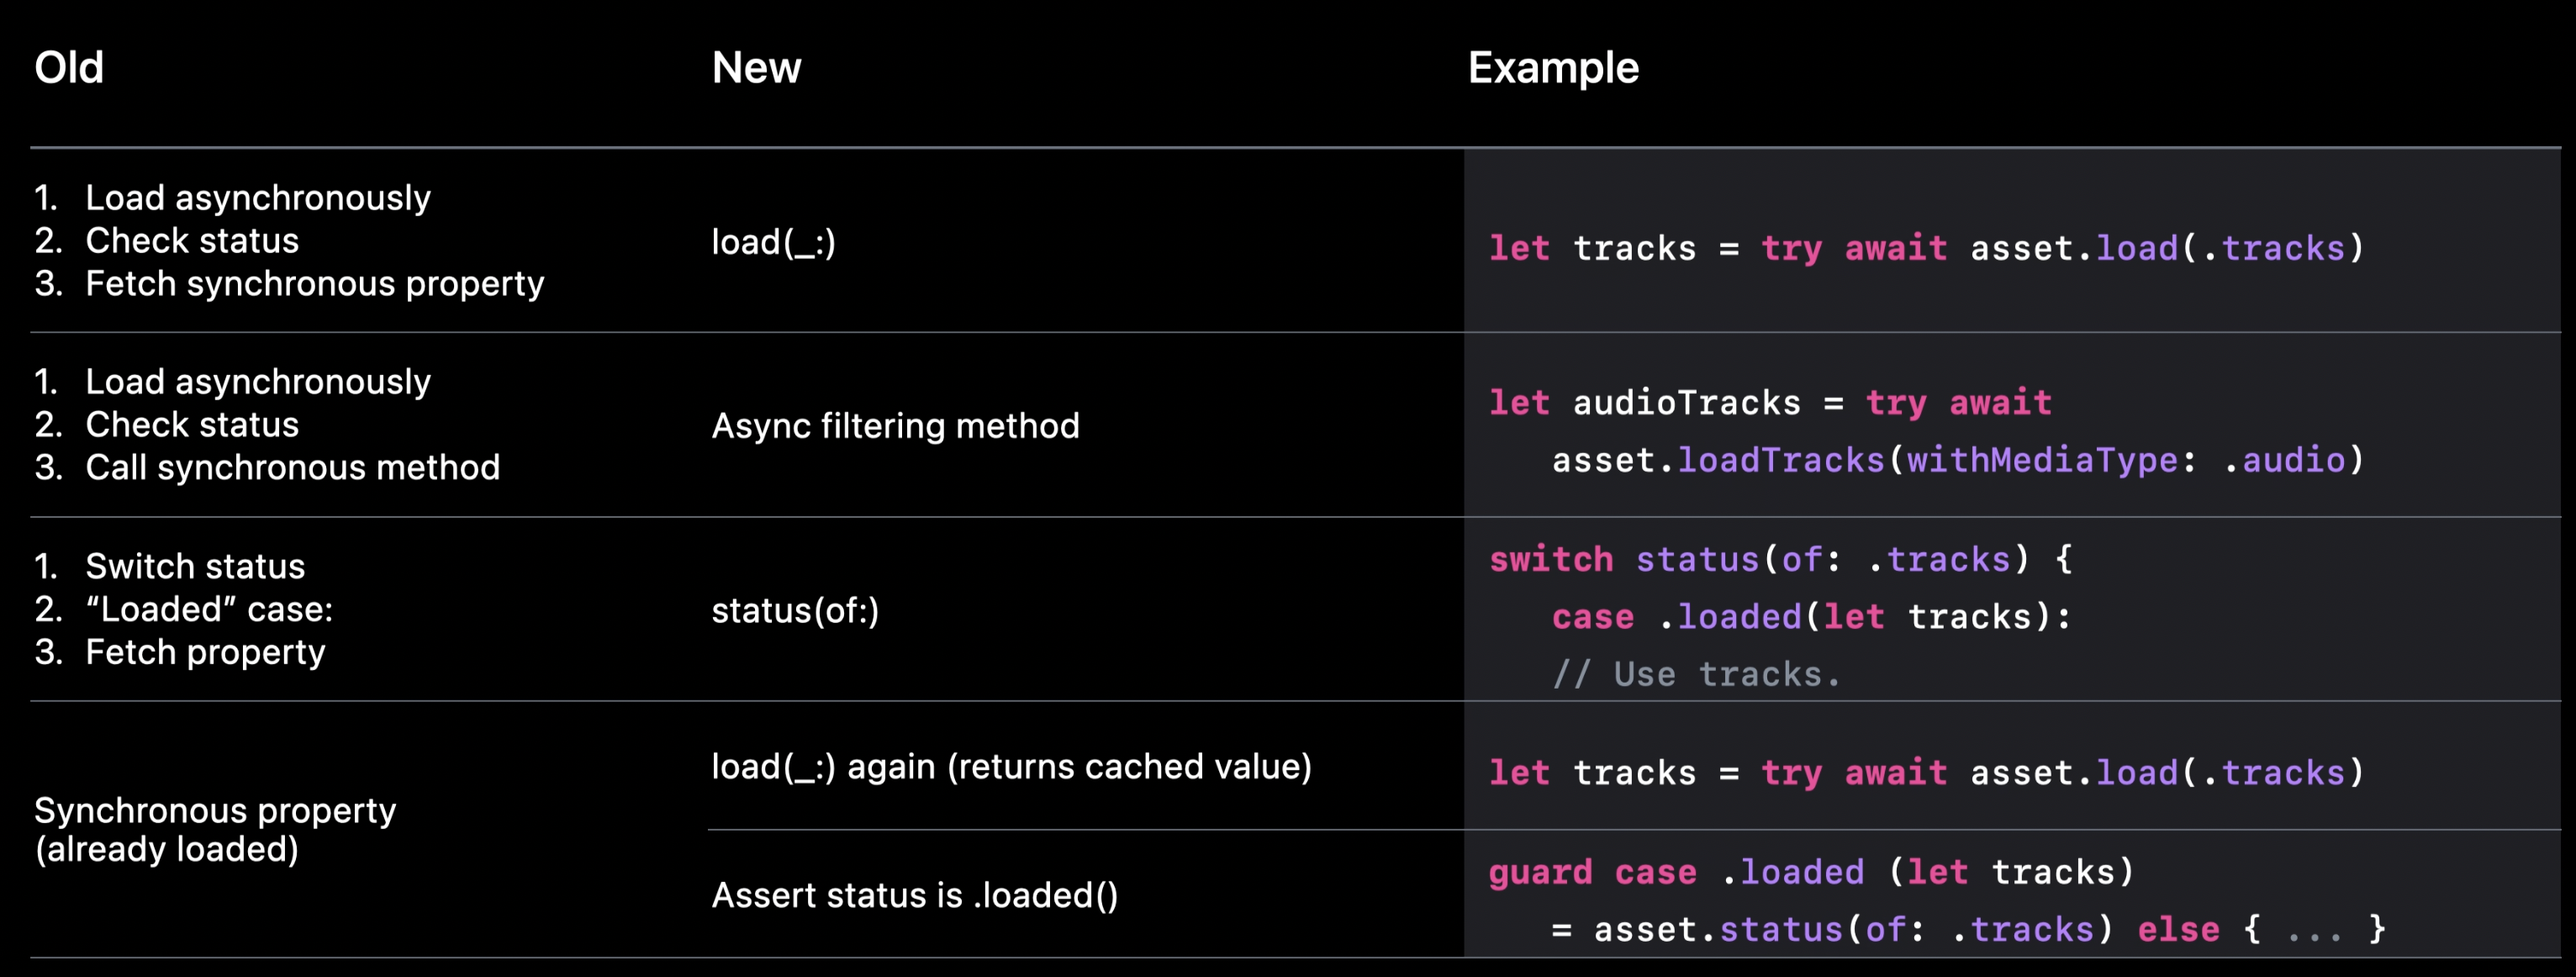 Old New Example
1. Load asynchronously
2. Check status
3. Fetch synchronous property
load(_:)
let tracks = try await asset.load(.tracks)
1. Load asynchronously
2. Check status
3. Call synchronous method
Async filtering method
let audioTracks = try await
asset.loadTracks(withMediaType: .audio)
1. Switch status
2. “Loaded” case:
3. Fetch property
status(of:)
switch status(of: .tracks) {
case .loaded(let tracks):
// Use tracks.
Synchronous property
(already loaded)
load(_:) again (returns cached value)
let tracks = try await asset.load(.tracks)
Assert status is .loaded()
guard case .loaded (let tracks)
= asset.status(of: .tracks) else { ... }